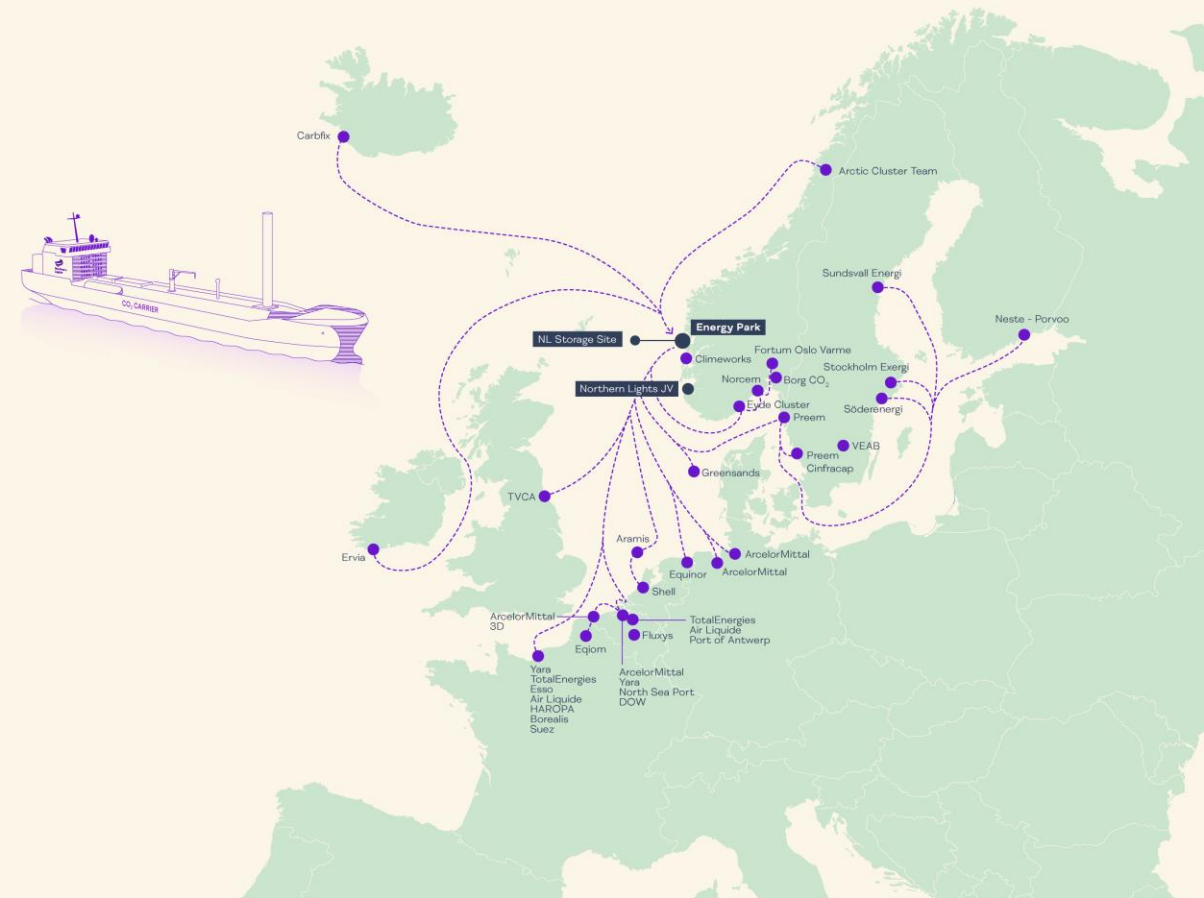 Carbfix
Arctic Cluster Team
CO₂ CARRIER
Sundsvall Energi
Neste - Porvoo
Energy Park
NL Storage Site
Fortum Oslo Varme
Climeworks
Stockholm Exergi
Norcem
Borg CO₂
Northern Lights JV
Eyde Cluster
Söderenergi
Preem
VEAB
Preem
Cinfracap
Greensands
TVCA
Aramis
ArcelorMittal
Ervia
Equinor
ArcelorMittal
Shell
ArcelorMittal
3D
TotalEnergies
Air Liquide
Port of Antwerp
Fluxys
Eqiom
Yara
TotalEnergies
Esso
Air Liquide
HAROPA
Borealis
Suez
ArcelorMittal
Yara
North Sea Port
DOW